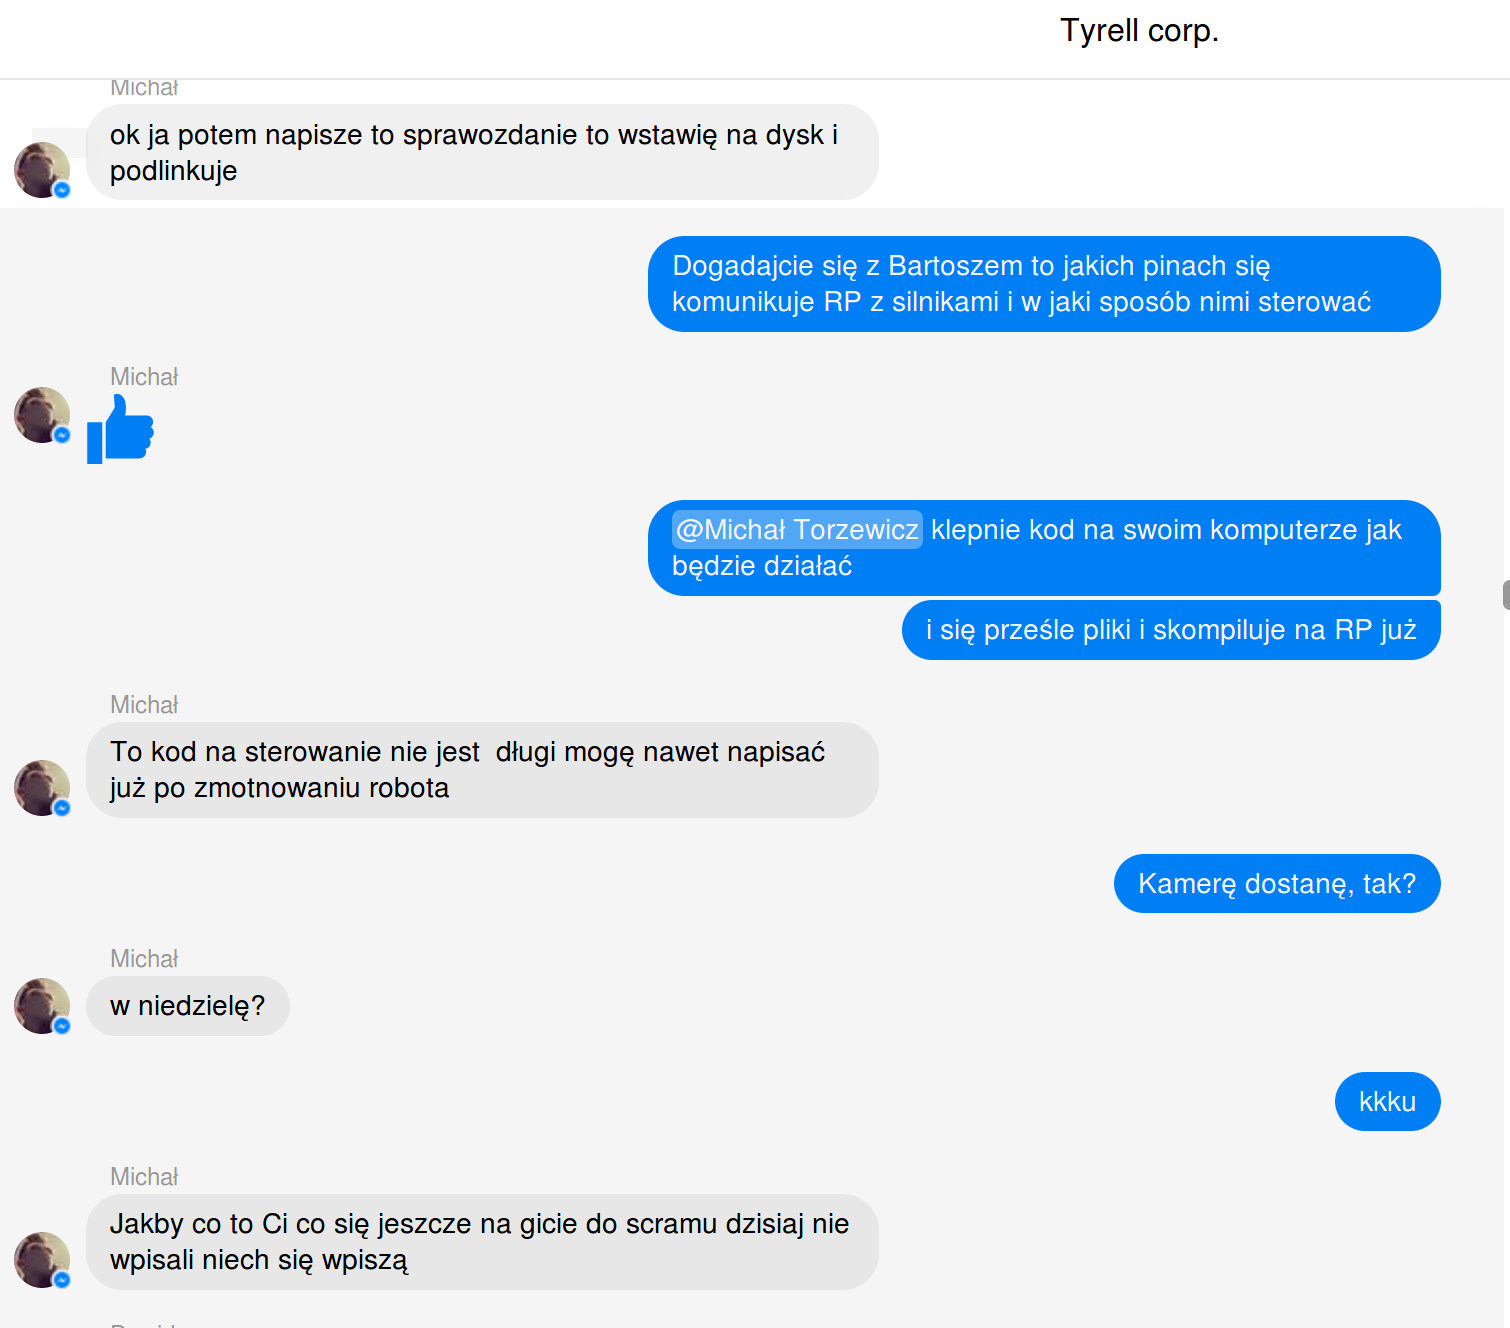 Tyrell corp.
Michał
ok ja potem napisze to sprawozdanie to wstawię na dysk i
podlinkuje
Dogadajcie się z Bartoszem to jakich pinach się
komunikuje RP z silnikami i w jaki sposób nimi sterować
Michał
@Michał Torzewicz klepnie kod na swoim komputerze jak
będzie działać
i się prześle pliki i skompiluje na RP już
Michał
To kod na sterowanie nie jest  długi mogę nawet napisać
już po zmotnowaniu robota
Kamerę dostanę, tak?
Michał
w niedzielę?
kkku
Michał
Jakby co to Ci co się jeszcze na gicie do scramu dzisiaj nie
wpisali niech się wpiszą